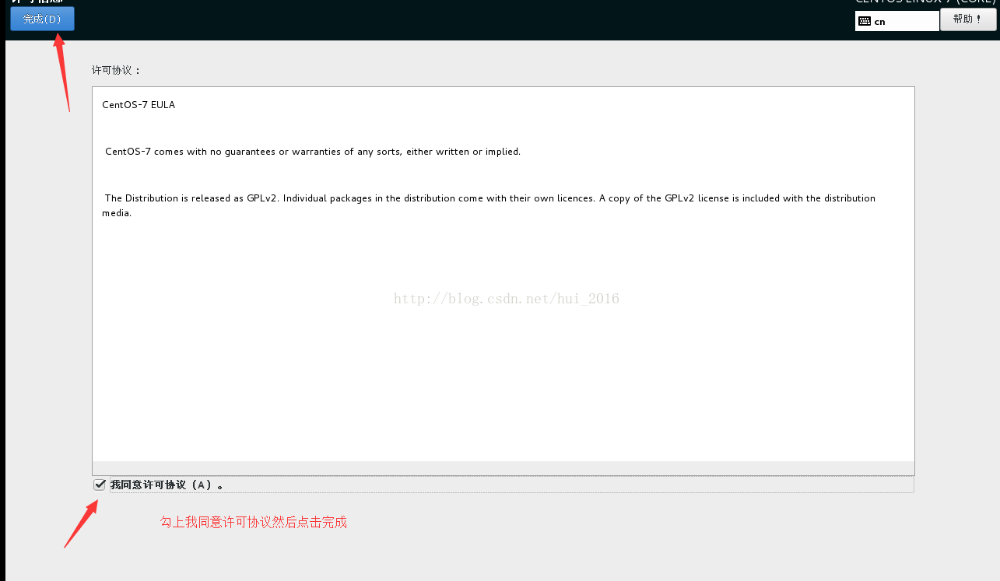 许可信息
CENTOS LINUX 7 (CORE)
完成(D)
cn
帮助！
许可协议：
CentOS-7 EULA
CentOS-7 comes with no guarantees or warranties of any sorts, either written or implied.
The Distribution is released as GPLv2. Individual packages in the distribution come with their own licences. A copy of the GPLv2 license is included with the distribution
media.
http://blog.csdn.net/hui_2016
我同意许可协议（A）。
勾上我同意许可协议然后点击完成